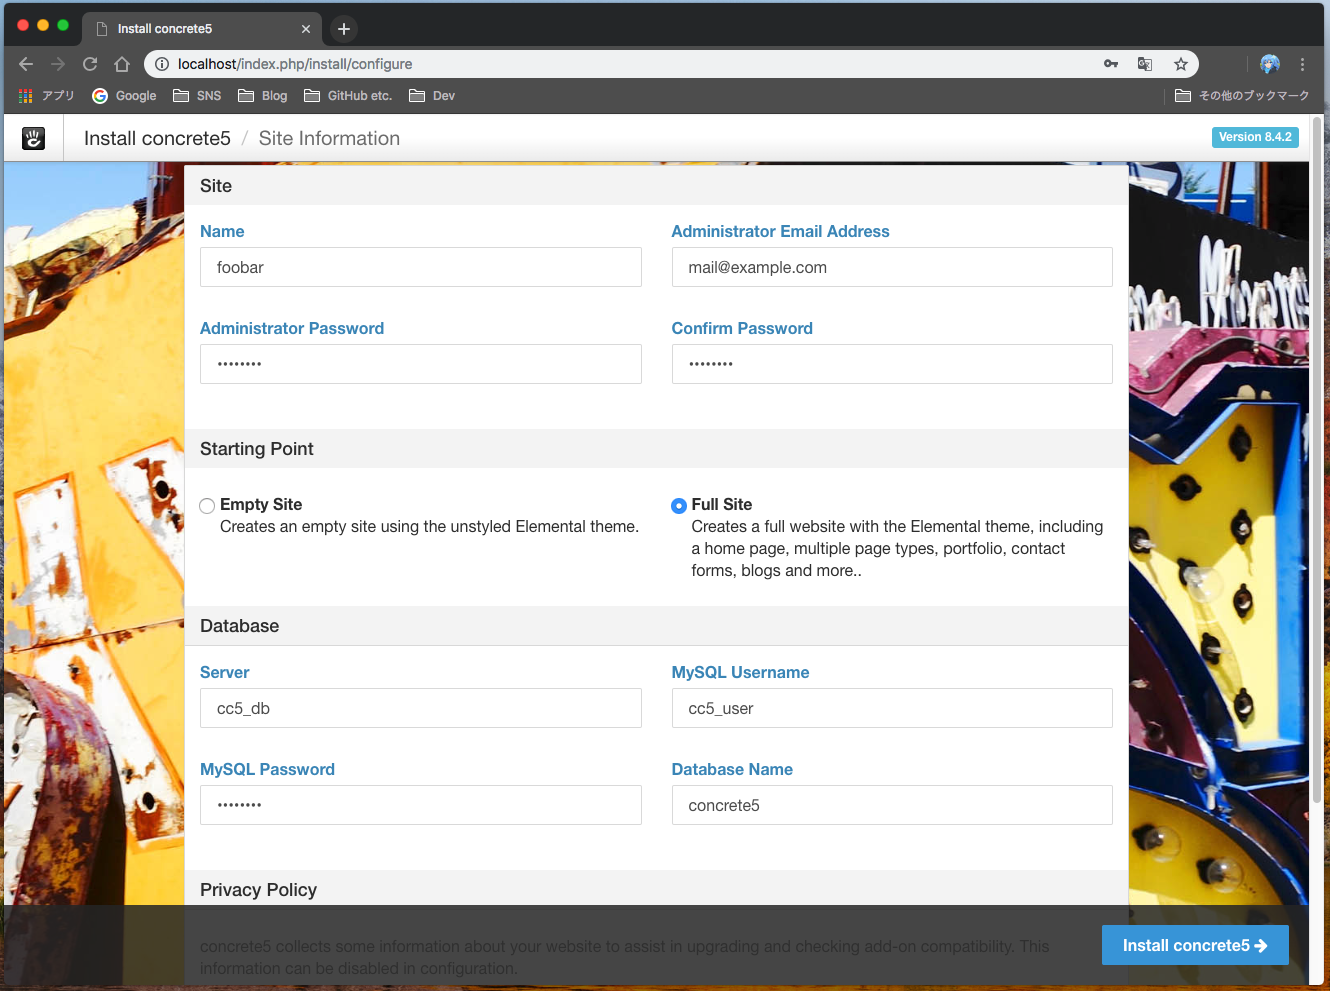 Install concrete5
localhost/index.php/install/configure
アプリ Google SNS Blog GitHub etc. Dev その他のブックマーク
Install concrete5 / Site Information Version 8.4.2
Site
Name Administrator Email Address
foobar mail@example.com
Administrator Password Confirm Password
•••••••• ••••••••
Starting Point
Empty Site Full Site
Creates an empty site using the unstyled Elemental theme. Creates a full website with the Elemental theme, including
a home page, multiple page types, portfolio, contact
forms, blogs and more..
Database
Server MySQL Username
cc5_db cc5_user
MySQL Password Database Name
•••••••• concrete5
Privacy Policy
concrete5 collects some information about your website to assist in upgrading and checking add-on compatibility. This
information can be disabled in configuration.
Install concrete5